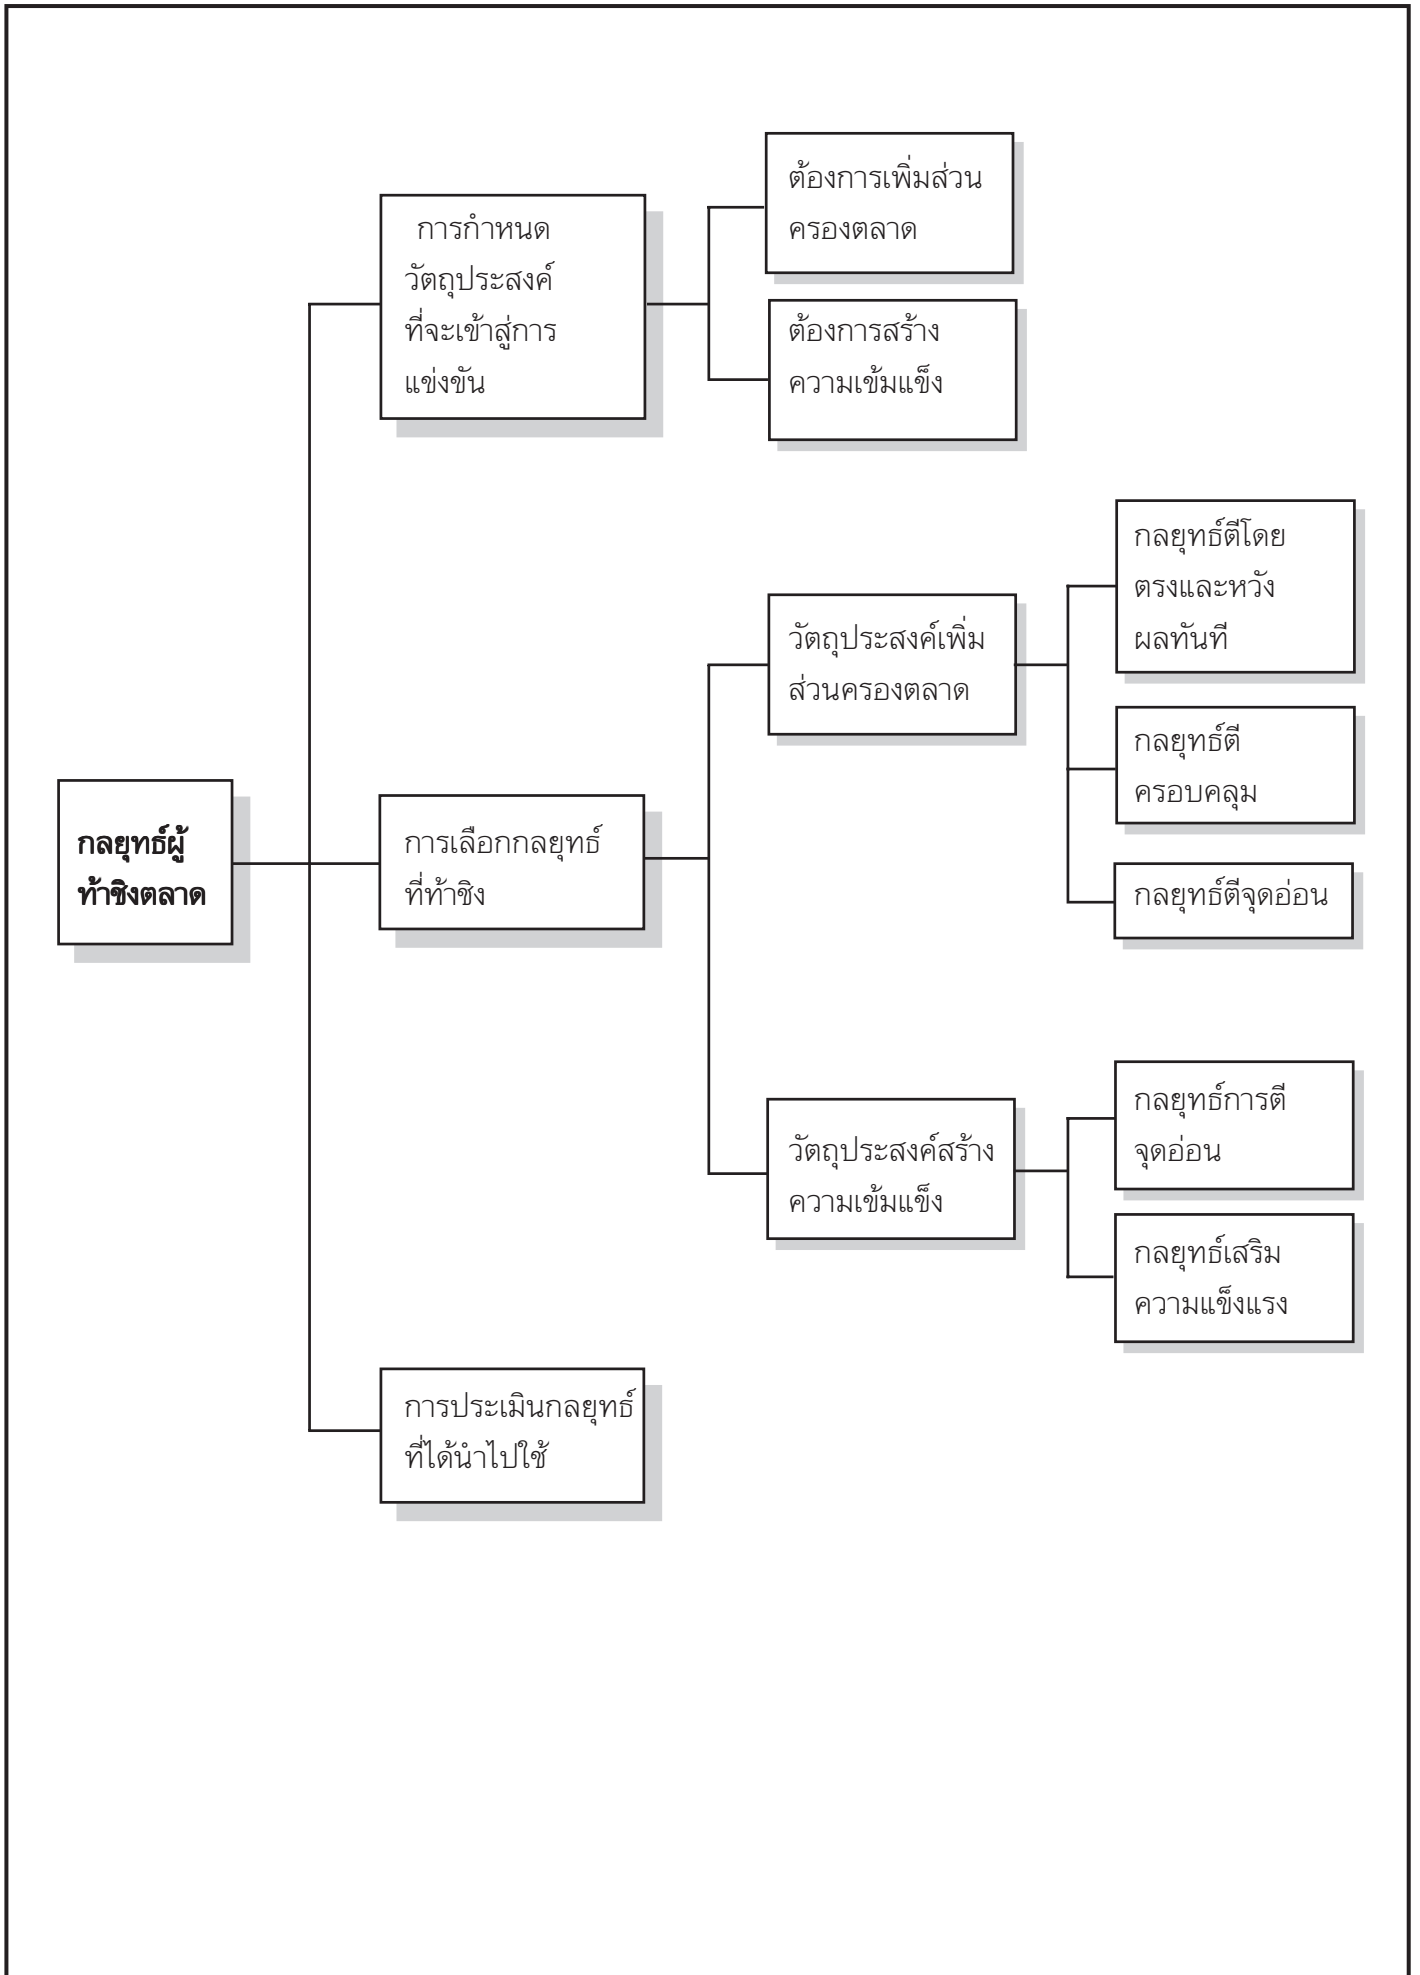 ต้องการเพิ่มส่วน
ครองตลาด
การกำหนด
วัตถุประสงค์
ที่จะเข้าสู่การ
แข่งขัน
ต้องการสร้าง
ความเข้มแข็ง
กลยุทธ์ตีโดย
ตรงและหวัง
ผลทันที
วัตถุประสงค์เพิ่ม
ส่วนครองตลาด
กลยุทธ์ตี
ครอบคลุม
กลยุทธ์ผู้
ท้าชิงตลาด
การเลือกกลยุทธ์
ที่ท้าชิง
กลยุทธ์ตีจุดอ่อน
วัตถุประสงค์สร้าง
ความเข้มแข็ง
กลยุทธ์การตี
จุดอ่อน
กลยุทธ์เสริม
ความแข็งแรง
การประเมินกลยุทธ์
ที่ได้นำไปใช้